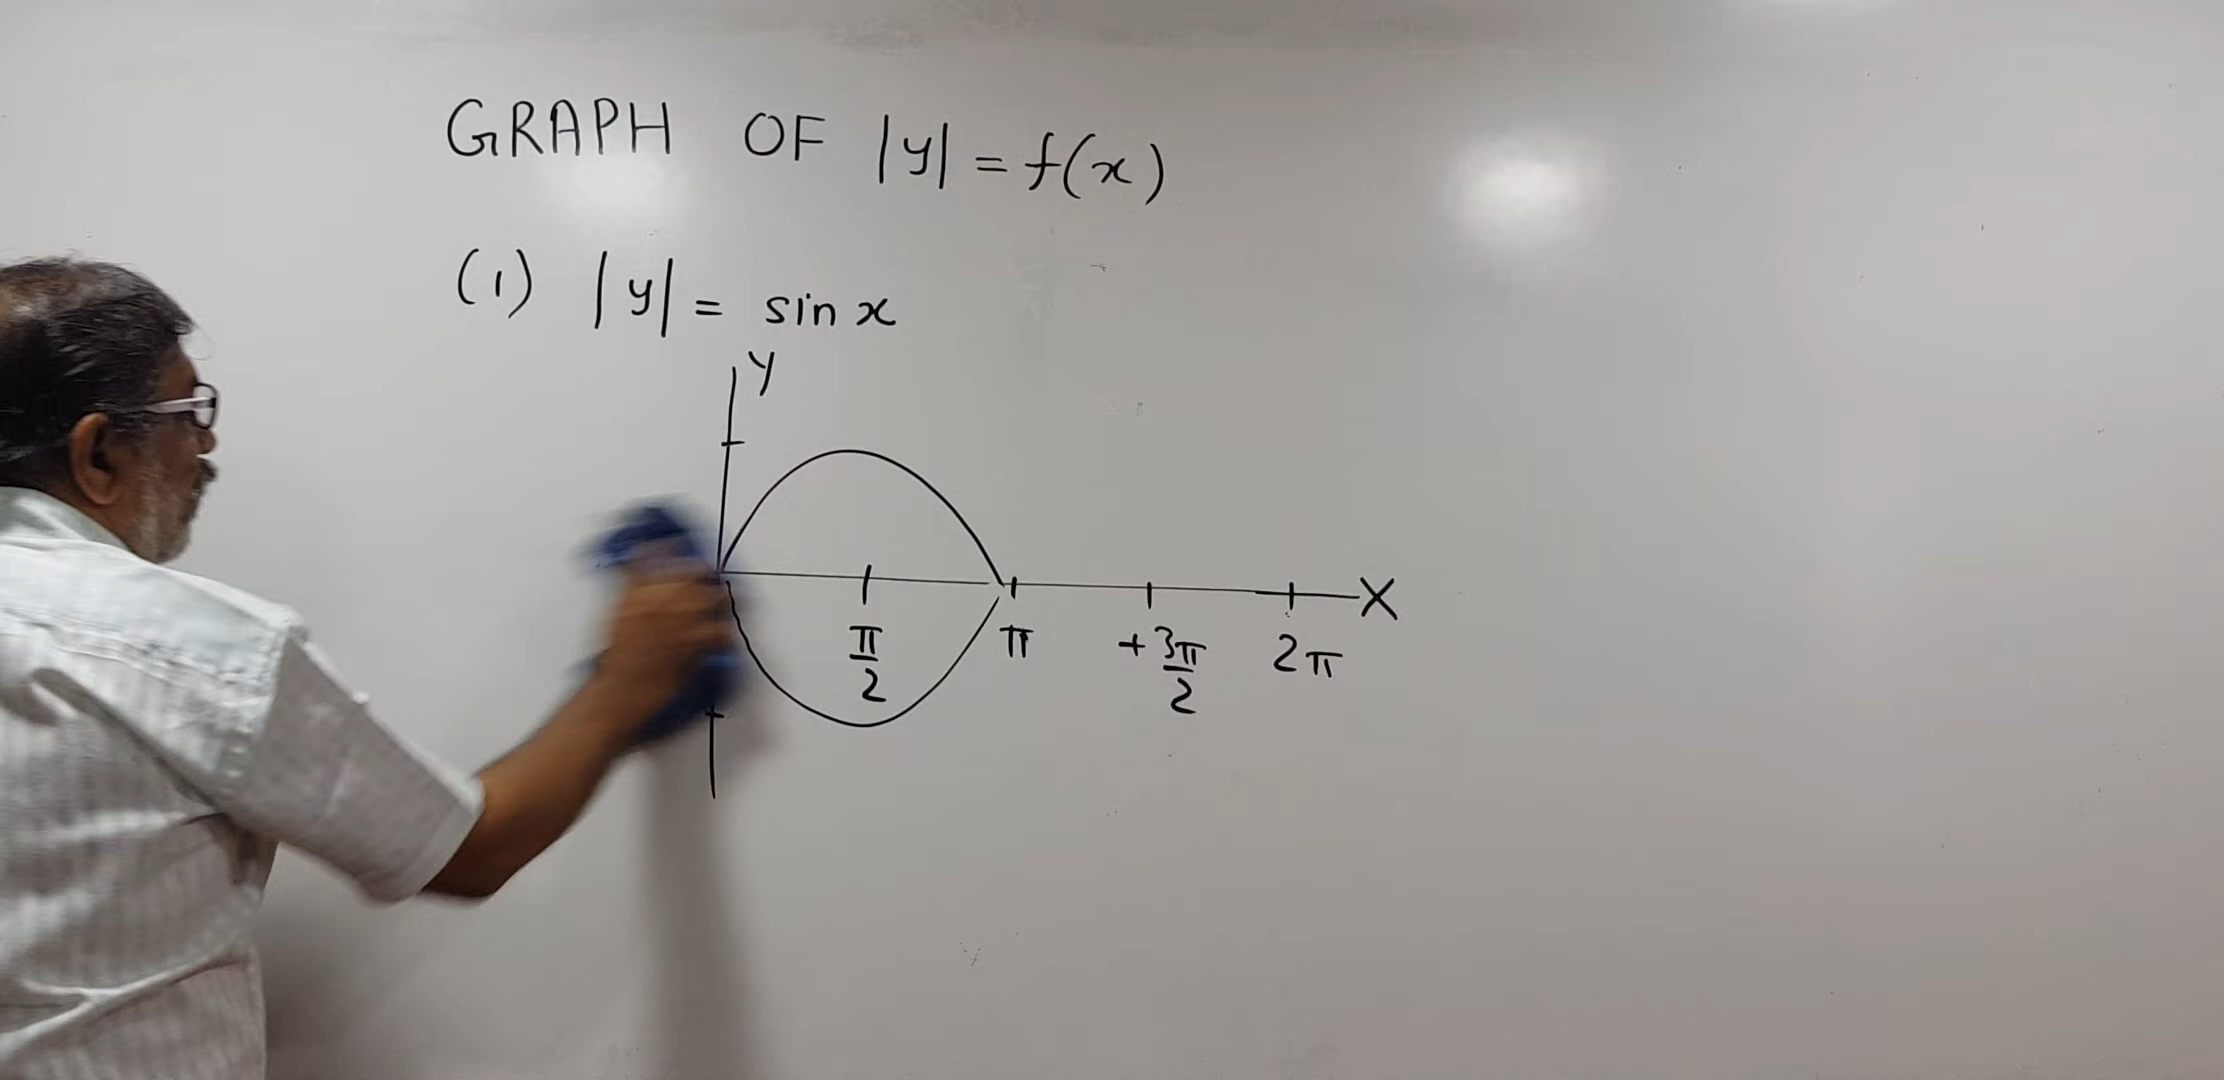 GRAPH OF |y| = f(x)
(1) |y| = sin x
y
X
π/2 π +3π/2 2π